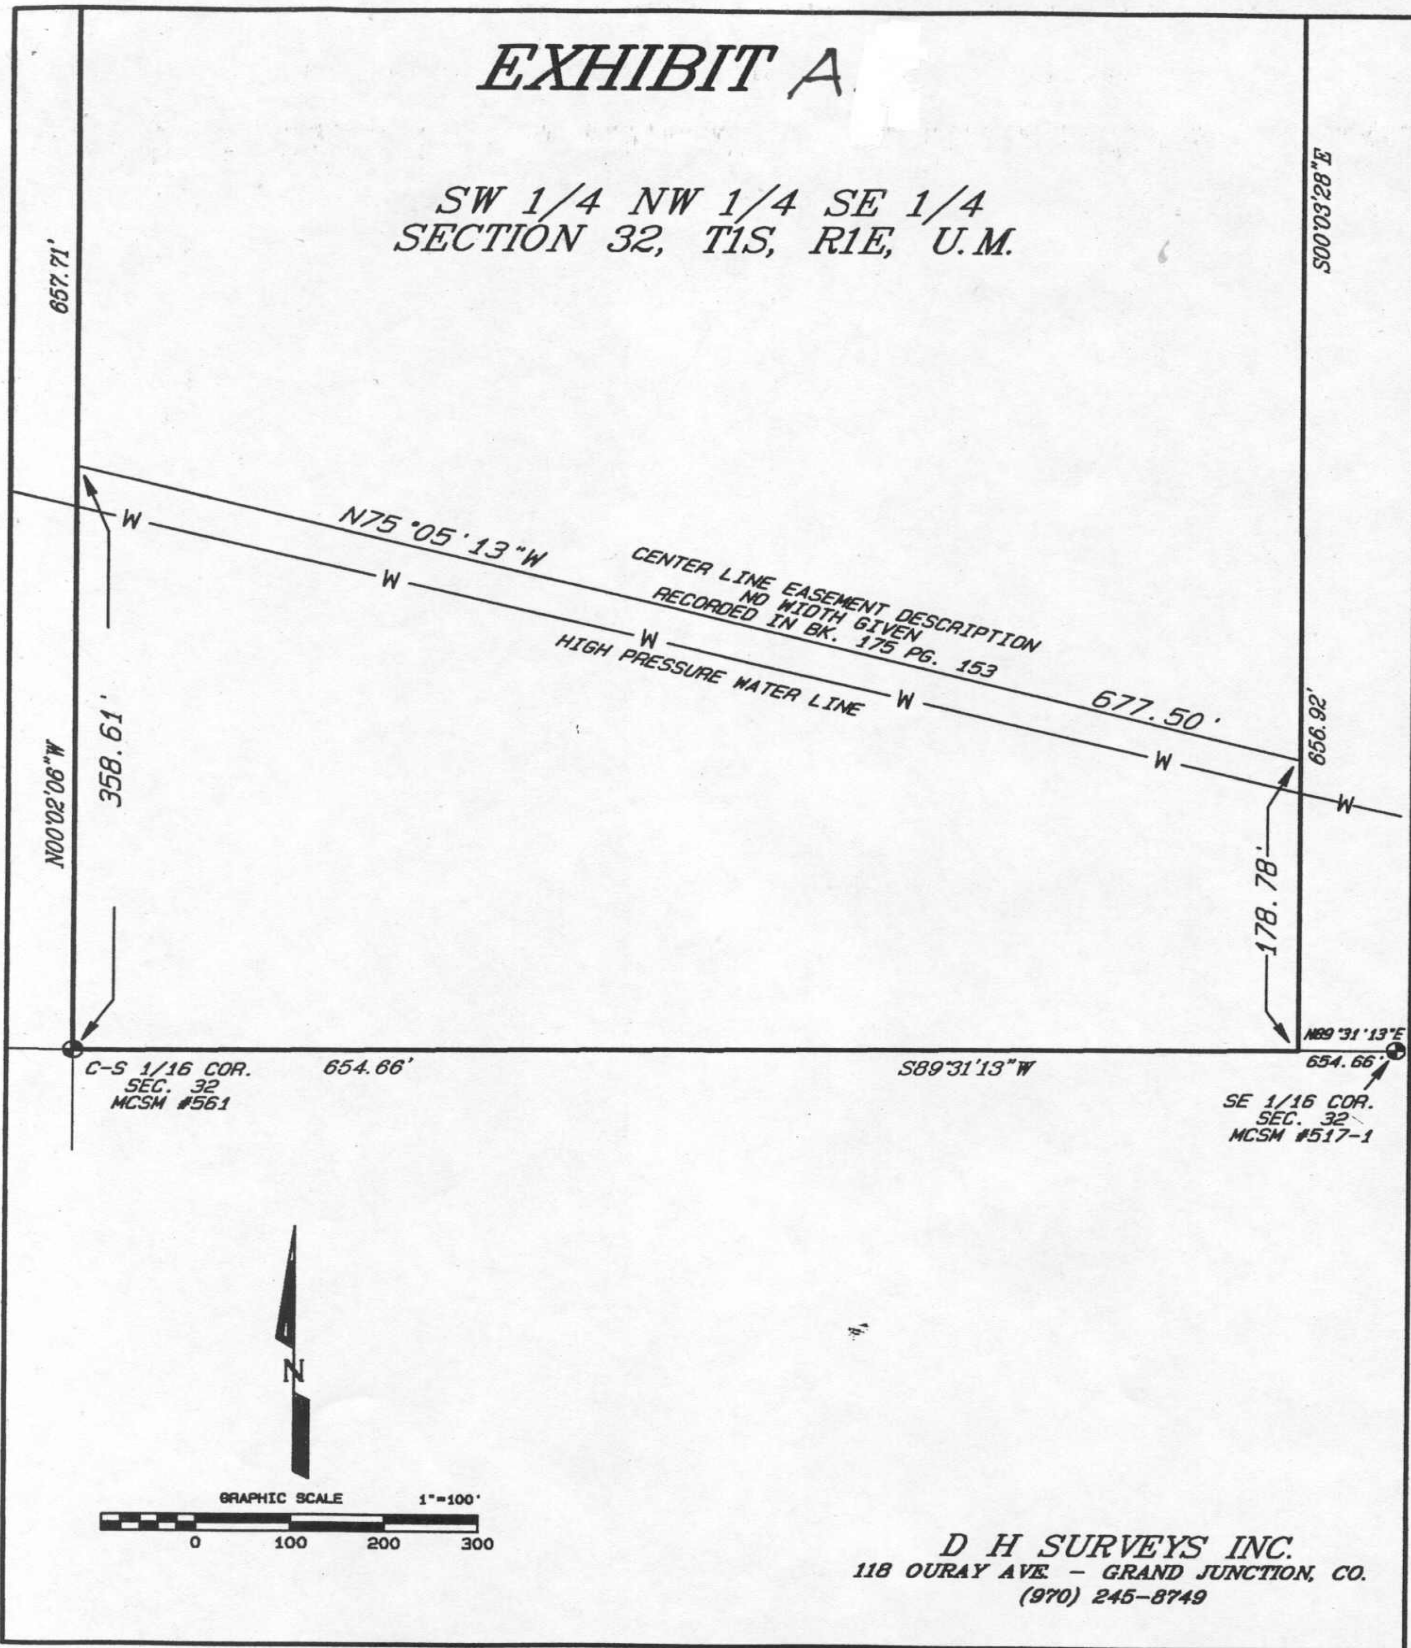 EXHIBIT A
SW 1/4 NW 1/4 SE 1/4
SECTION 32, T1S, R1E, U.M.
657.71'
S00°03'28"E
N75°05'13"W
CENTER LINE EASEMENT DESCRIPTION
NO WIDTH GIVEN
RECORDED IN BK. 175 PG. 153
W
W
W
W
W
W
HIGH PRESSURE WATER LINE
677.50'
656.92'
358.61'
N00°02'06"W
178.78'
C-S 1/16 COR.
SEC. 32
MCSM #561
654.66'
S89°31'13"W
N89°31'13"E
654.66'
SE 1/16 COR.
SEC. 32
MCSM #517-1
N
GRAPHIC SCALE 1"=100'
0 100 200 300
D H SURVEYS INC.
118 OURAY AVE. - GRAND JUNCTION, CO.
(970) 245-8749